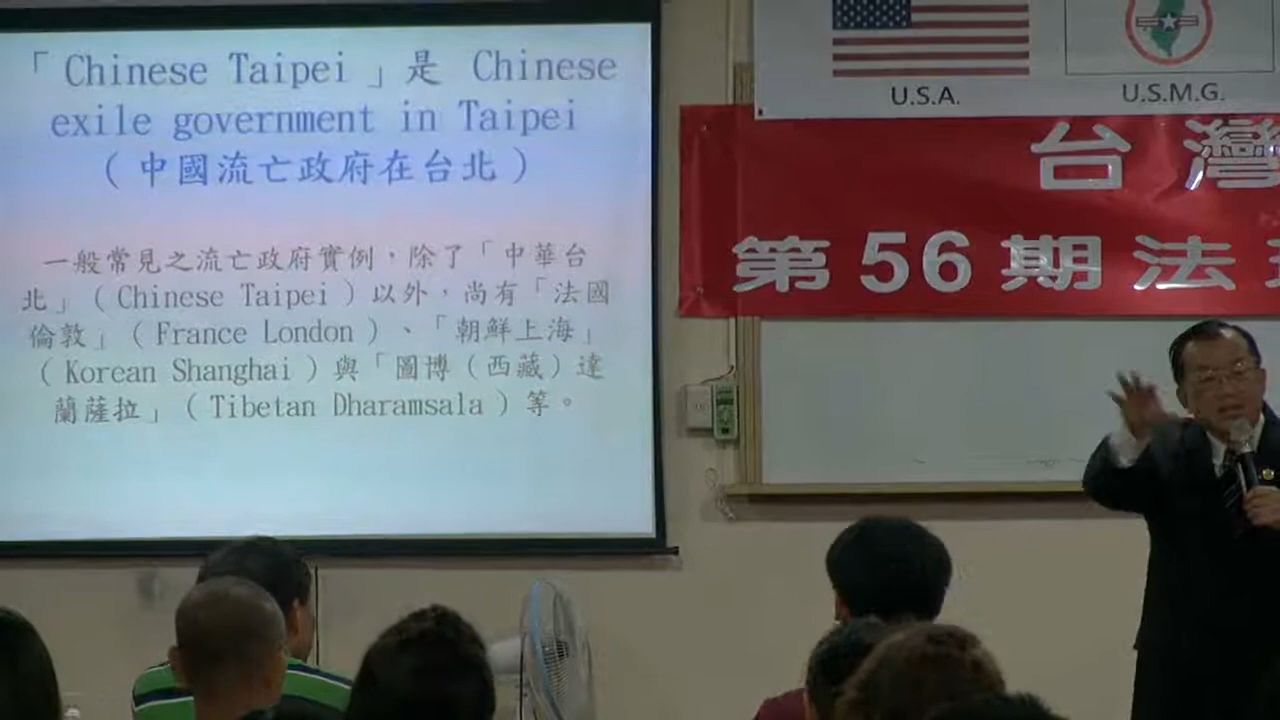 「Chinese Taipei」是 Chinese
exile government in Taipei
（中國流亡政府在台北）
一般常見之流亡政府實例，除了「中華台
北」（Chinese Taipei）以外，尚有「法國
倫敦」（France London）、「朝鮮上海」
（Korean Shanghai）與「圖博（西藏）達
蘭薩拉」（Tibetan Dharamsala）等。
U.S.A.
U.S.M.G.
台灣
第56期法